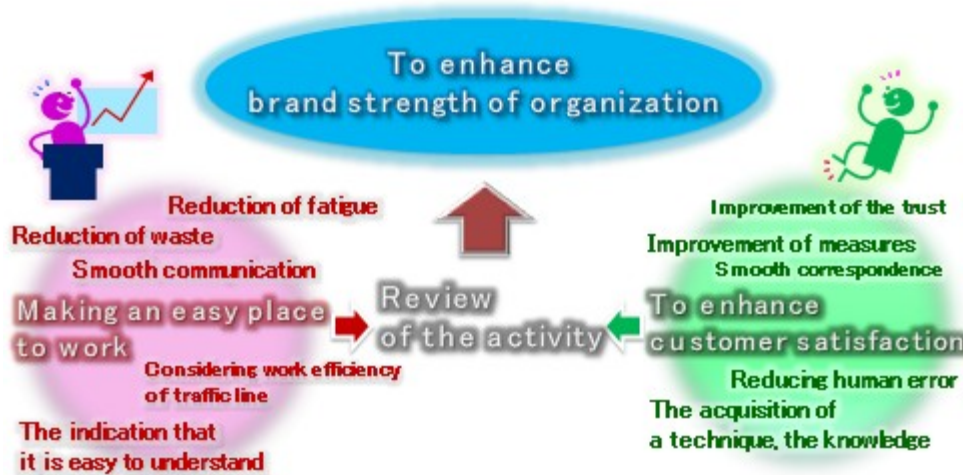 To enhance
brand strength of organization
Reduction of fatigue
Reduction of waste
Smooth communication
Making an easy place
to work
Considering work efficiency
of traffic line
The indication that
it is easy to understand
Review
of the activity
Improvement of the trust
Improvement of measures
Smooth correspondence
To enhance
customer satisfaction
Reducing human error
The acquisition of
a technique, the knowledge